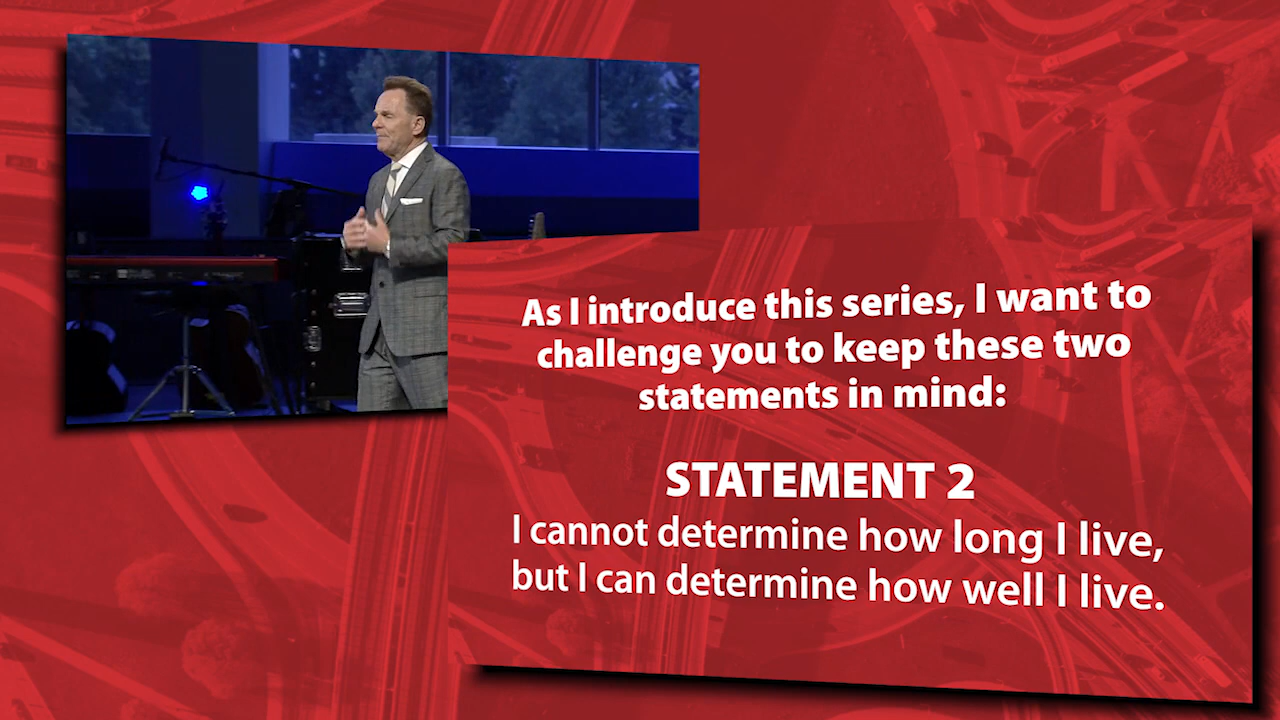 As I introduce this series, I want to
challenge you to keep these two
statements in mind:
STATEMENT 2
I cannot determine how long I live,
but I can determine how well I live.